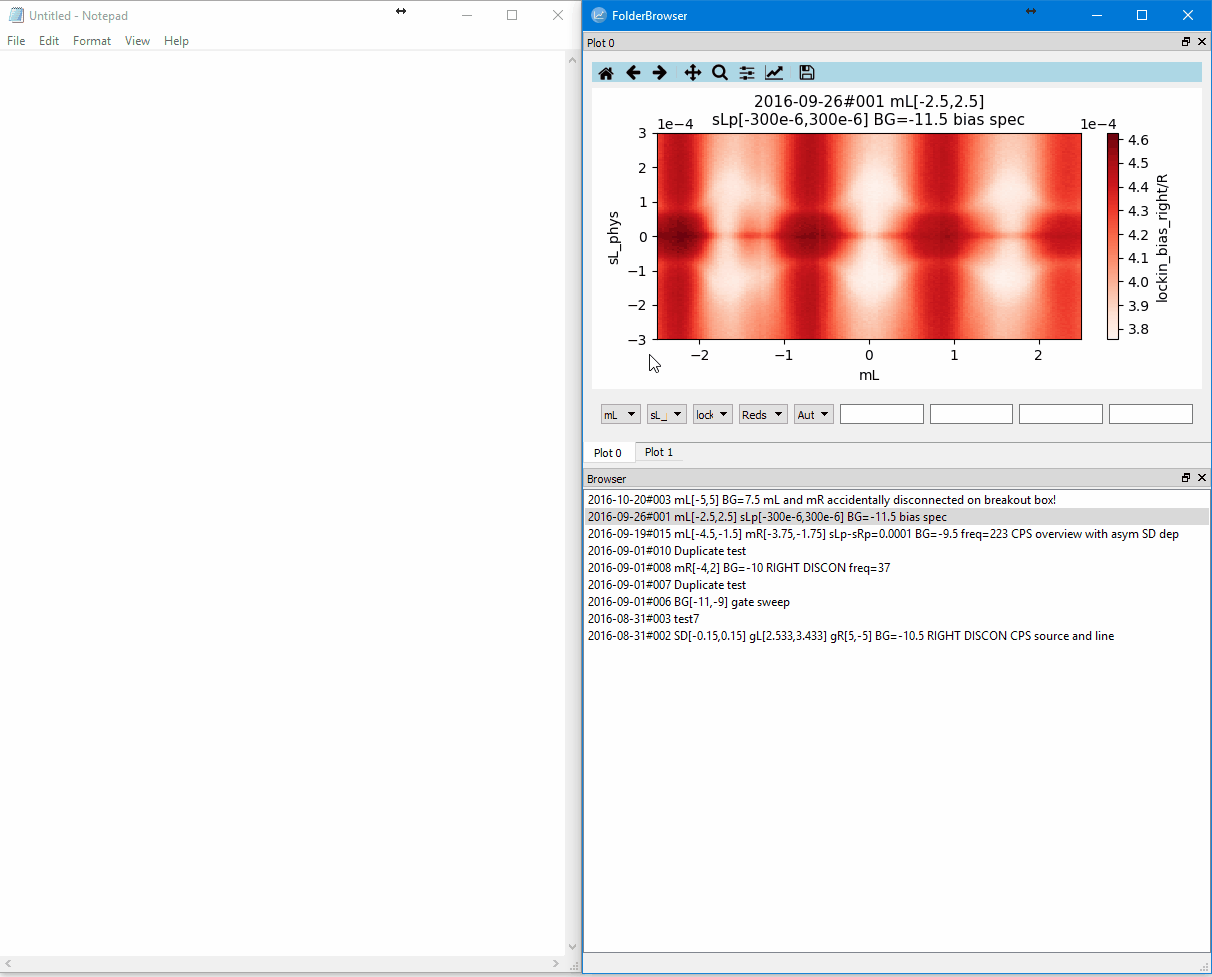 Untitled - Notepad
File Edit Format View Help
FolderBrowser
Plot 0
2016-09-26#001 mL[-2.5,2.5]
sLp[-300e-6,300e-6] BG=-11.5 bias spec
1e−4
1e−4
3
2
1
0
−1
−2
−3
sL_phys
−2 −1 0 1 2
mL
4.6
4.5
4.4
4.3
4.2
4.1
4.0
3.9
3.8
lockin_bias_right/R
mL sL_ lock Reds Aut
Plot 0 Plot 1
Browser
2016-10-20#003 mL[-5,5] BG=7.5 mL and mR accidentally disconnected on breakout box!
2016-09-26#001 mL[-2.5,2.5] sLp[-300e-6,300e-6] BG=-11.5 bias spec
2016-09-19#015 mL[-4.5,-1.5] mR[-3.75,-1.75] sLp-sRp=0.0001 BG=-9.5 freq=223 CPS overview with asym SD dep
2016-09-01#010 Duplicate test
2016-09-01#008 mR[-4,2] BG=-10 RIGHT DISCON freq=37
2016-09-01#007 Duplicate test
2016-09-01#006 BG[-11,-9] gate sweep
2016-08-31#003 test7
2016-08-31#002 SD[-0.15,0.15] gL[2.533,3.433] gR[5,-5] BG=-10.5 RIGHT DISCON CPS source and line